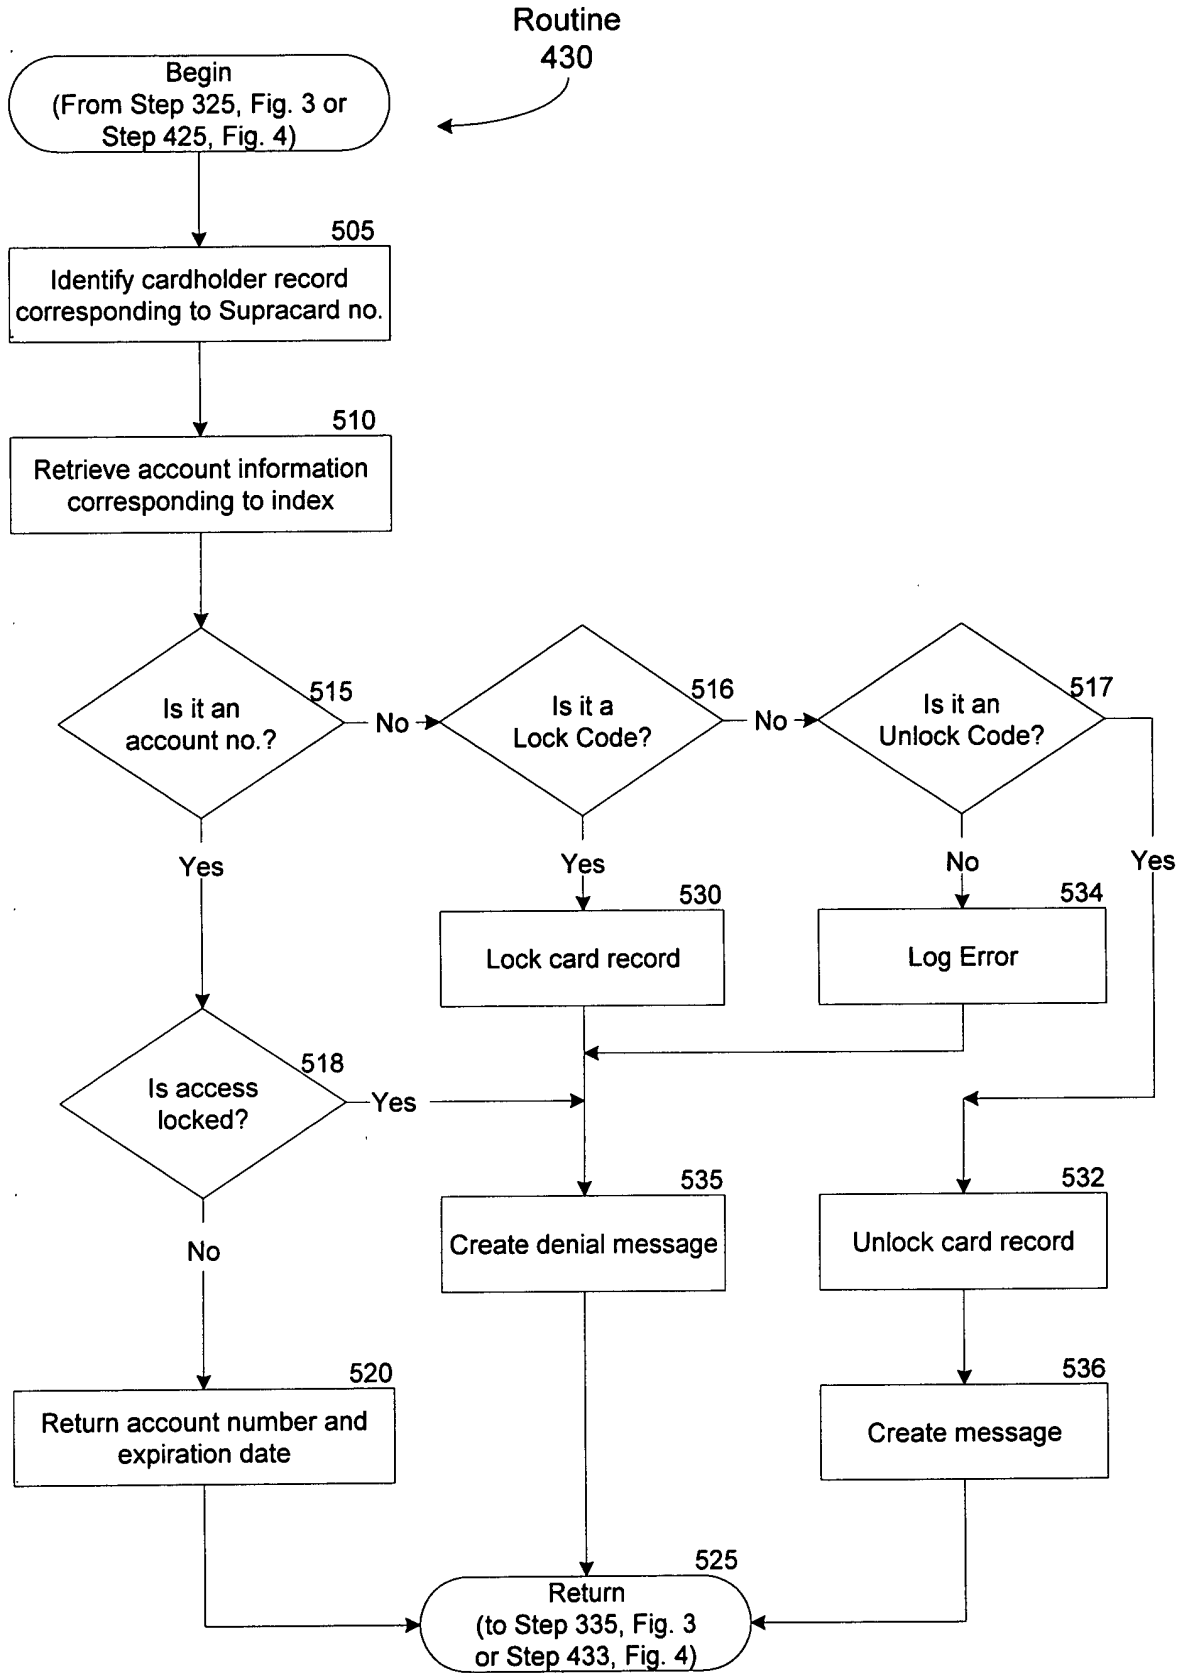 Routine
430
Begin
(From Step 325, Fig. 3 or
Step 425, Fig. 4)
505
Identify cardholder record
corresponding to Supracard no.
510
Retrieve account information
corresponding to index
515
Is it an
account no.?
No
516
Is it a
Lock Code?
No
517
Is it an
Unlock Code?
Yes
Yes
No
Yes
530
Lock card record
534
Log Error
518
Is access
locked?
Yes
No
535
Create denial message
532
Unlock card record
520
Return account number and
expiration date
536
Create message
525
Return
(to Step 335, Fig. 3
or Step 433, Fig. 4)